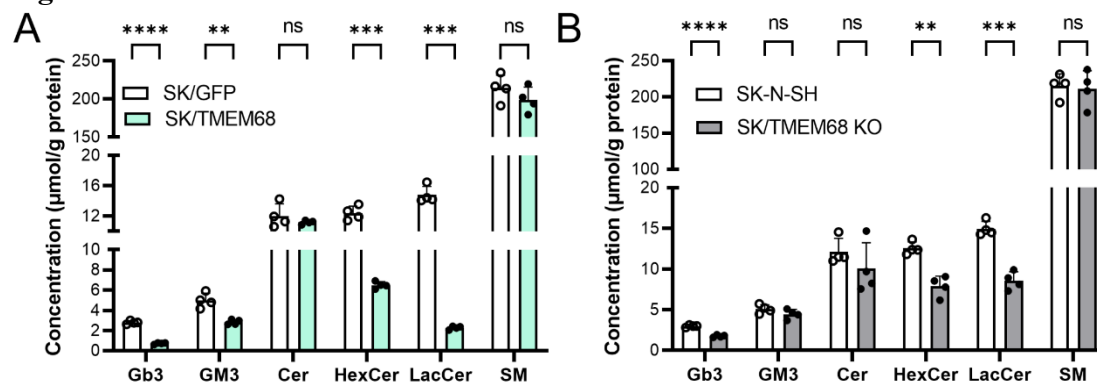 A
**** ** ns *** *** ns
Concentration (μmol/g protein)
250
200
150
20
16
12
10
8
6
4
2
0
SK/GFP
SK/TMEM68
Gb3 GM3 Cer HexCer LacCer SM
B
**** ns ns ** *** ns
Concentration (μmol/g protein)
250
200
150
100
20
15
10
5
0
SK-N-SH
SK/TMEM68 KO
Gb3 GM3 Cer HexCer LacCer SM